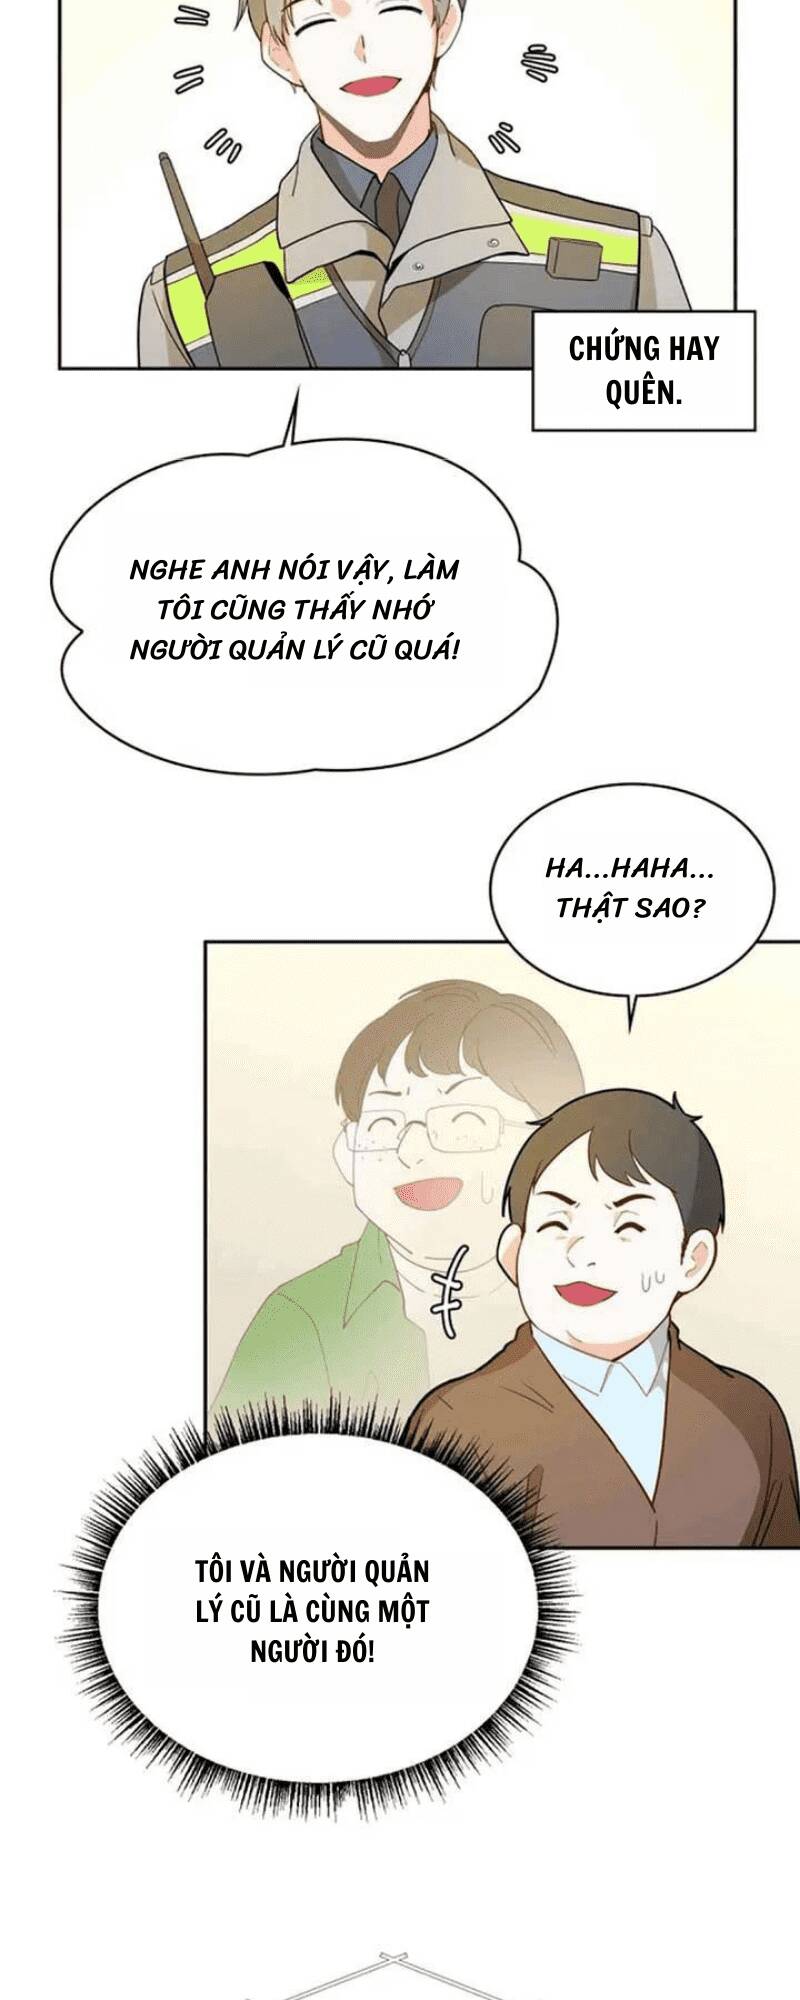 CHỨNG HAY
QUÊN.
NGHE ANH NÓI VẬY, LÀM
TÔI CŨNG THẤY NHỚ
NGƯỜI QUẢN LÝ CŨ QUÁ!
HA...HAHA...
THẬT SAO?
TÔI VÀ NGƯỜI QUẢN
LÝ CŨ LÀ CÙNG MỘT
NGƯỜI ĐÓ!